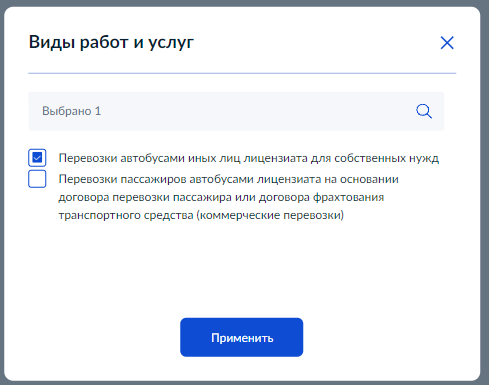 Виды работ и услуг
Выбрано 1
Перевозки автобусами иных лиц лицензиата для собственных нужд
Перевозки пассажиров автобусами лицензиата на основании
договора перевозки пассажира или договора фрахтования
транспортного средства (коммерческие перевозки)
Применить